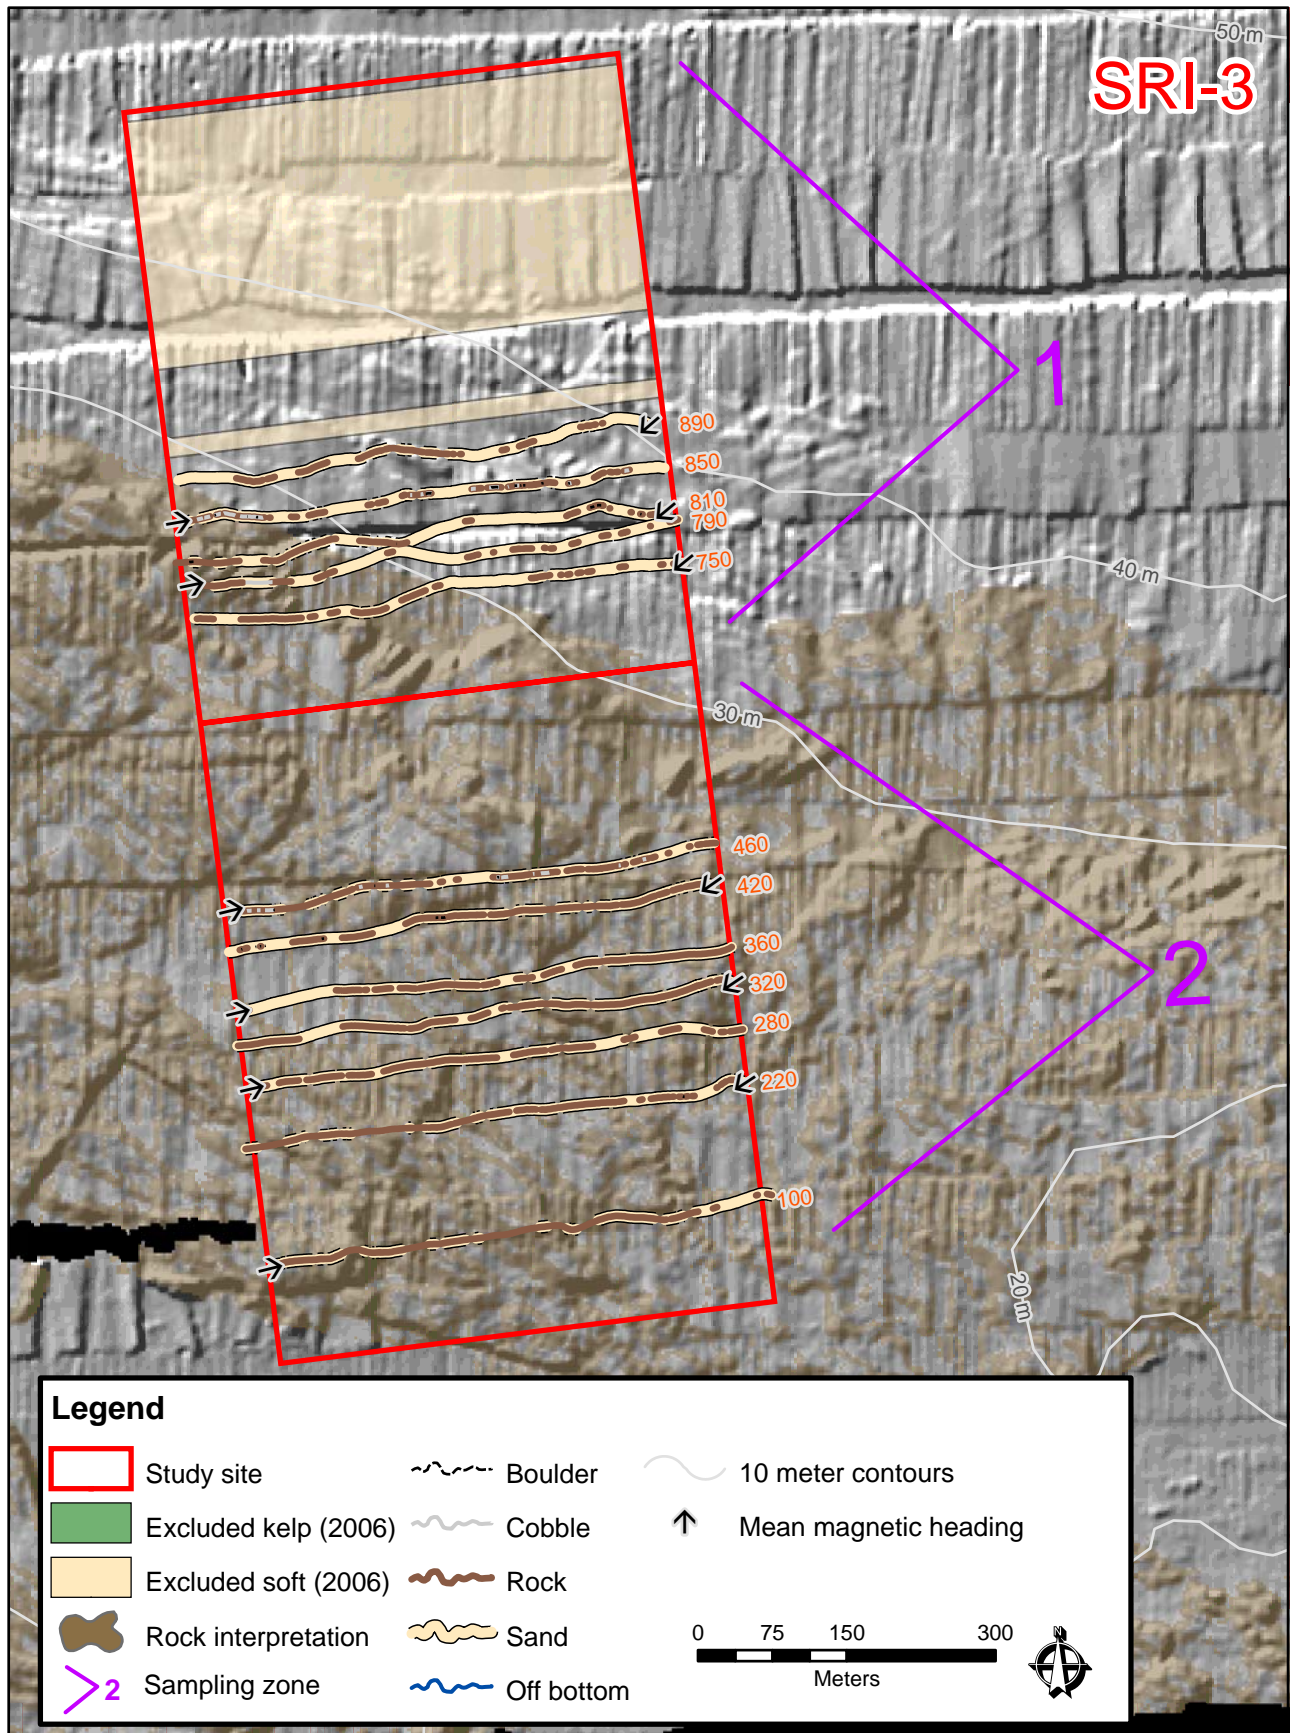 50 m
SRI-3
1
890
850
810
790
750
40 m
30 m
460
420
2
360
320
280
220
100
20 m
Legend
Study site
Excluded kelp (2006)
Excluded soft (2006)
Rock interpretation
2 Sampling zone
Boulder
Cobble
Rock
Sand
Off bottom
10 meter contours
Mean magnetic heading
0 75 150 300
Meters
N